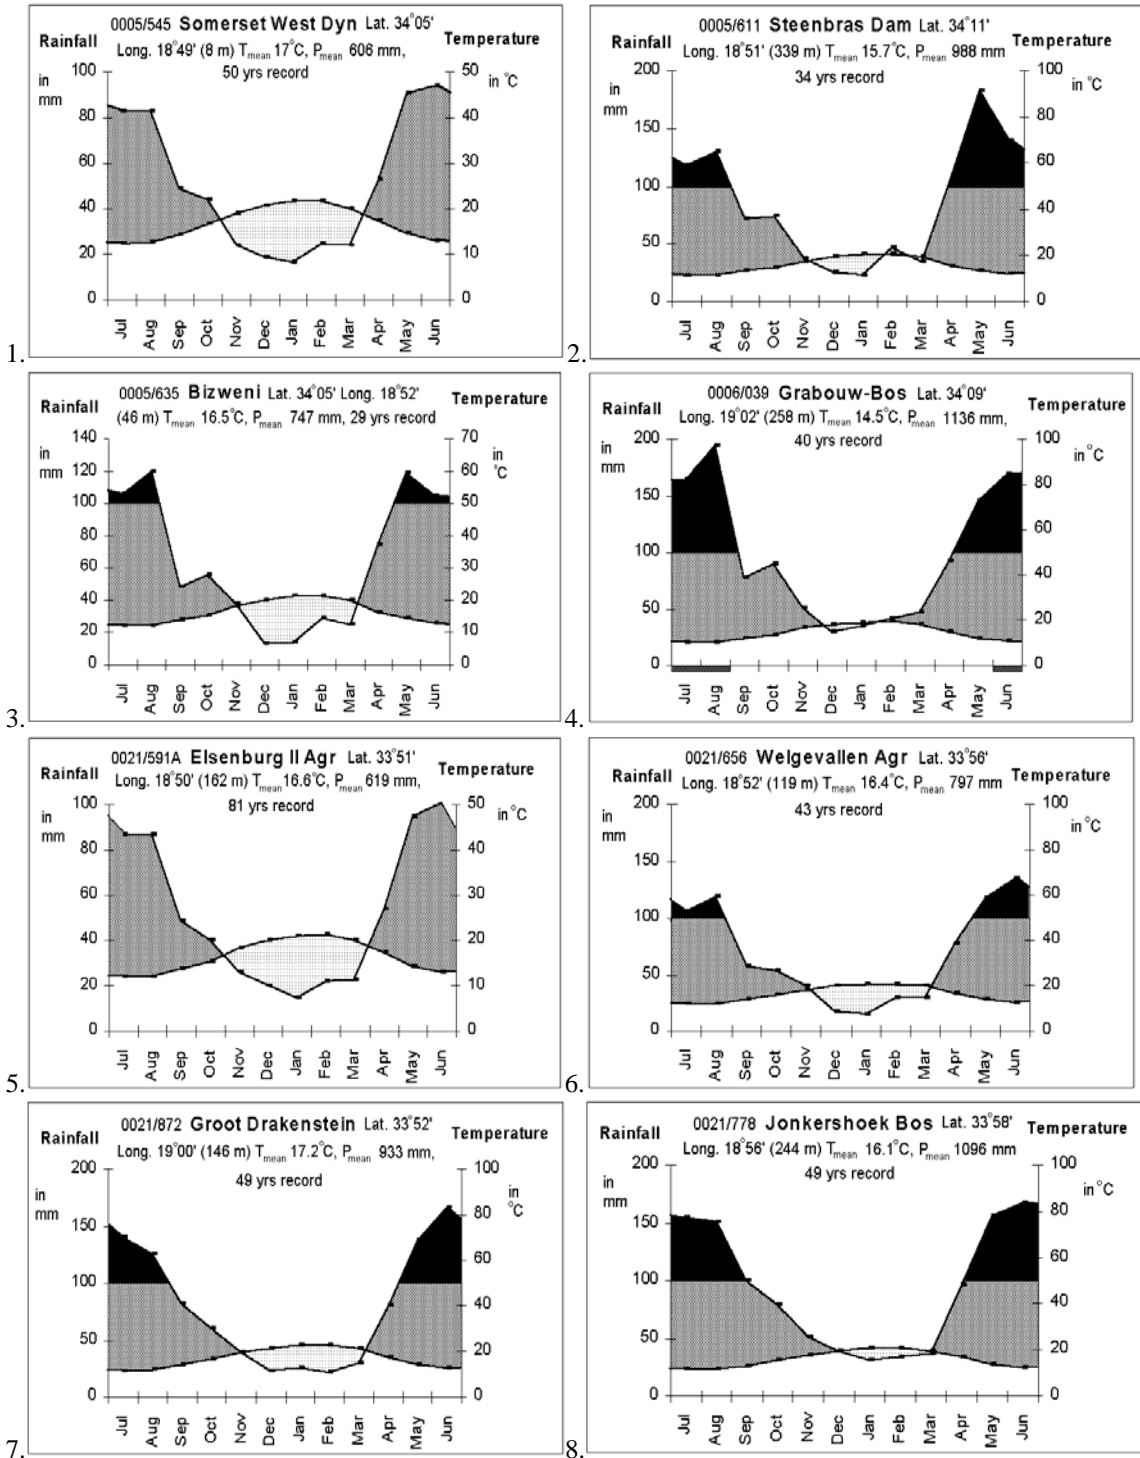 0005/545 Somerset West Dyn Lat. 34°05'
Rainfall Long. 18°49' (8 m) Tmean 17°C, Pmean 606 mm, Temperature
50 yrs record
in mm
in °C
100 50
80 40
60 30
40 20
20 10
0 0
Jul Aug Sep Oct Nov Dec Jan Feb Mar Apr May Jun
1.
0005/611 Steenbras Dam Lat. 34°11'
Rainfall Long. 18°51' (339 m) Tmean 15.7°C, Pmean 988 mm Temperature
34 yrs record
in mm
in °C
200 100
150 80
100 60
50 40
0 20
0
Jul Aug Sep Oct Nov Dec Jan Feb Mar Apr May Jun
2.
0005/635 Bizweni Lat. 34°05' Long. 18°52'
Rainfall (46 m) Tmean 16.5°C, Pmean 747 mm, 29 yrs record Temperature
in mm
in °C
140 70
120 60
100 50
80 40
60 30
40 20
20 10
0 0
Jul Aug Sep Oct Nov Dec Jan Feb Mar Apr May Jun
3.
0006/039 Grabouw-Bos Lat. 34°09'
Rainfall Long. 19°02' (258 m) Tmean 14.5°C, Pmean 1136 mm, Temperature
40 yrs record
in mm
in °C
200 100
150 80
100 60
50 40
0 20
0
Jul Aug Sep Oct Nov Dec Jan Feb Mar Apr May Jun
4.
0021/591A Elsenburg II Agr Lat. 33°51'
Rainfall Long. 18°50' (162 m) Tmean 16.6°C, Pmean 619 mm, Temperature
81 yrs record
in mm
in °C
100 50
80 40
60 30
40 20
20 10
0 0
Jul Aug Sep Oct Nov Dec Jan Feb Mar Apr May Jun
5.
0021/656 Welgevallen Agr Lat. 33°56'
Rainfall Long. 18°52' (119 m) Tmean 16.4°C, Pmean 797 mm Temperature
43 yrs record
in mm
in °C
200 100
150 80
100 60
50 40
0 20
0
Jul Aug Sep Oct Nov Dec Jan Feb Mar Apr May Jun
6.
0021/872 Groot Drakenstein Lat. 33°52'
Rainfall Long. 19°00' (146 m) Tmean 17.2°C, Pmean 933 mm, Temperature
49 yrs record
in mm
in °C
200 100
150 80
100 60
50 40
0 20
0
Jul Aug Sep Oct Nov Dec Jan Feb Mar Apr May Jun
7.
0021/778 Jonkershoek Bos Lat. 33°58'
Rainfall Long. 18°56' (244 m) Tmean 16.1°C, Pmean 1096 mm Temperature
49 yrs record
in mm
in °C
200 100
150 80
100 60
50 40
0 20
0
Jul Aug Sep Oct Nov Dec Jan Feb Mar Apr May Jun
8.